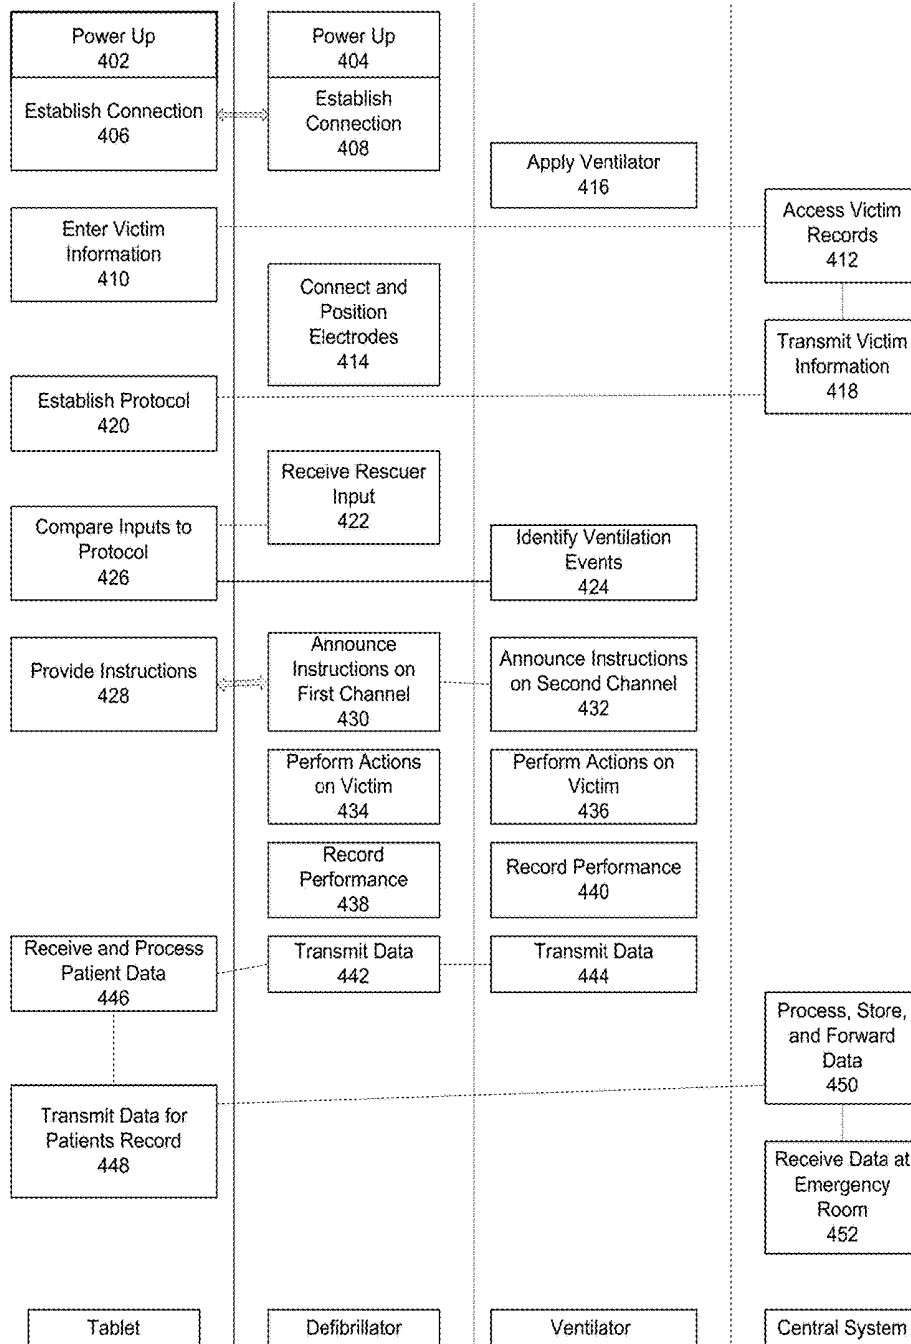 Power Up
402
Power Up
404
Establish Connection
406
Establish
Connection
408
Apply Ventilator
416
Enter Victim
Information
410
Access Victim
Records
412
Connect and
Position
Electrodes
414
Transmit Victim
Information
418
Establish Protocol
420
Receive Rescuer
Input
422
Compare Inputs to
Protocol
426
Identify Ventilation
Events
424
Provide Instructions
428
Announce
Instructions on
First Channel
430
Announce Instructions
on Second Channel
432
Perform Actions
on Victim
434
Perform Actions on
Victim
436
Record
Performance
438
Record Performance
440
Receive and Process
Patient Data
446
Transmit Data
442
Transmit Data
444
Process, Store,
and Forward
Data
450
Transmit Data for
Patients Record
448
Receive Data at
Emergency
Room
452
Tablet
Defibrillator
Ventilator
Central System